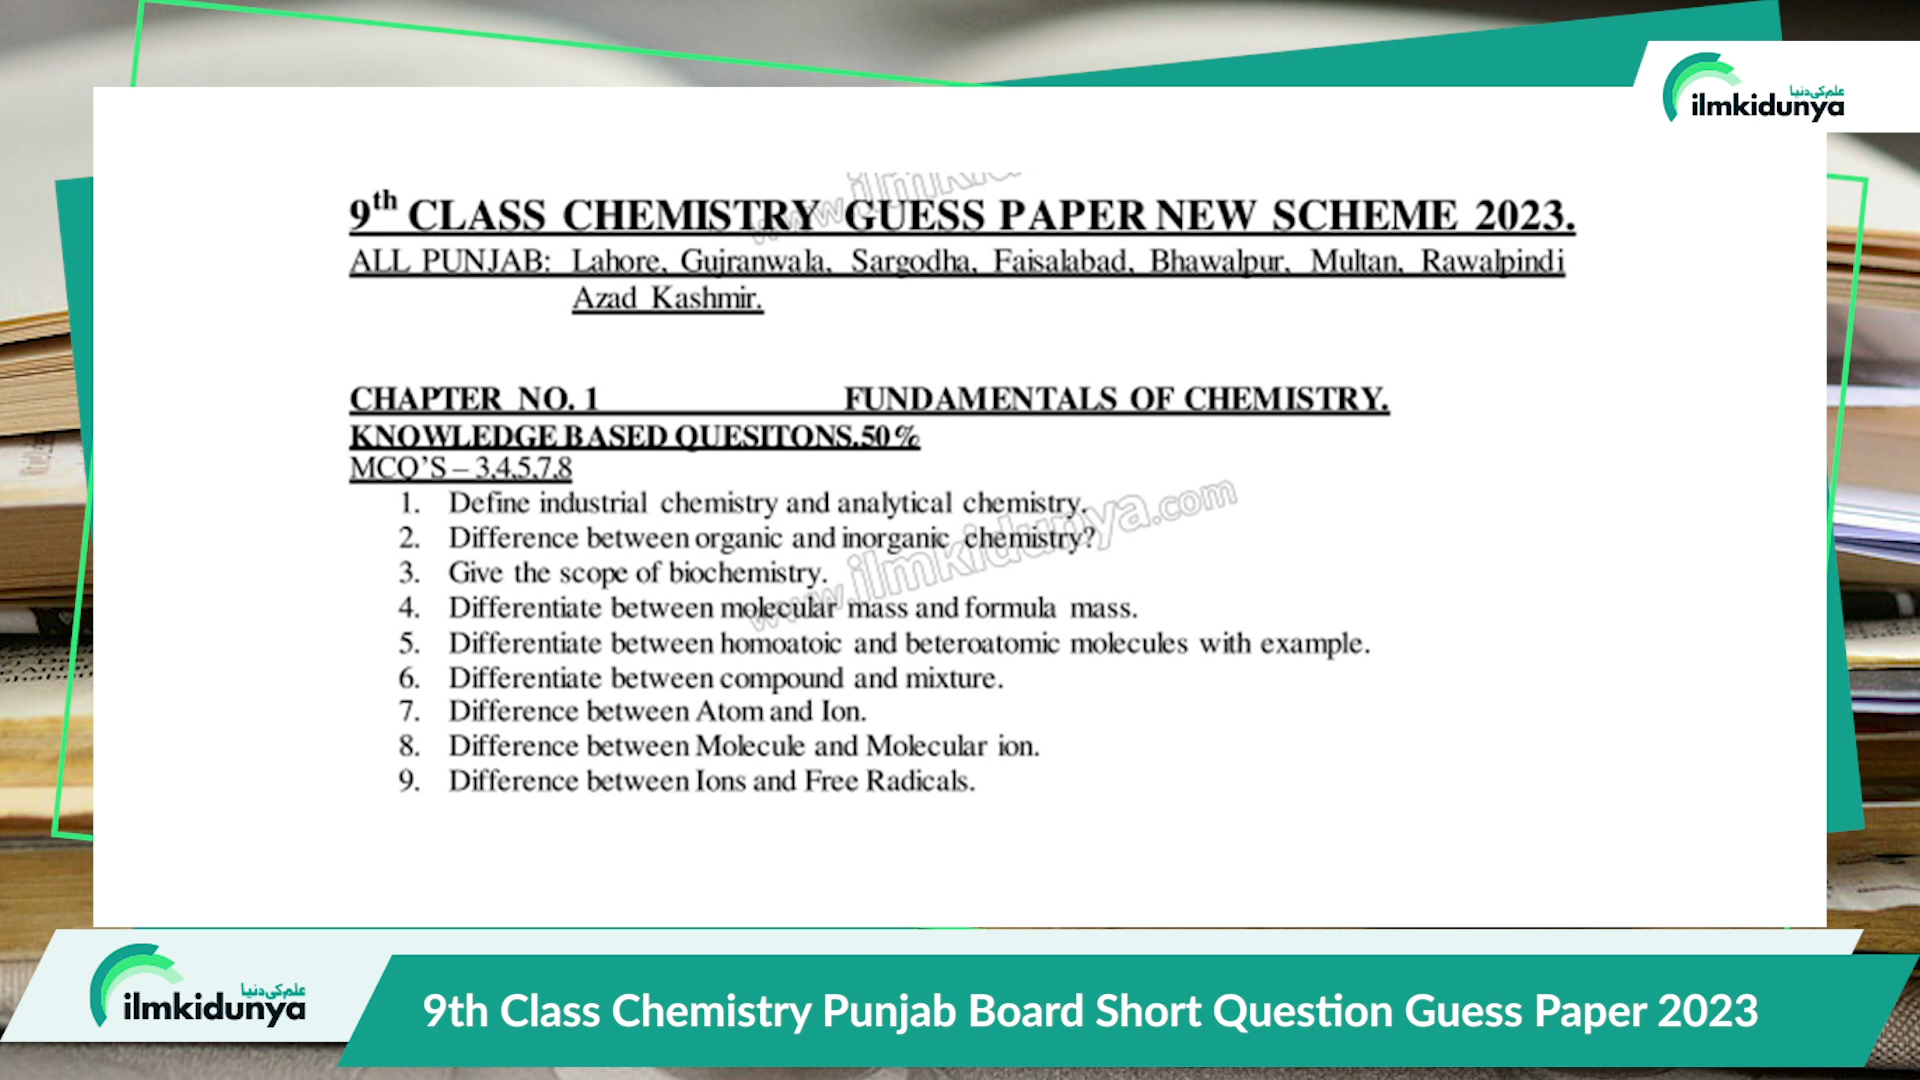 علم کی دنیا
ilmkidunya
9th CLASS CHEMISTRY GUESS PAPER NEW SCHEME 2023.
ALL PUNJAB: Lahore, Gujranwala, Sargodha, Faisalabad, Bhawalpur, Multan, Rawalpindi
Azad Kashmir.
CHAPTER NO. 1 FUNDAMENTALS OF CHEMISTRY.
KNOWLEDGE BASED QUESITONS.50%
MCQ'S – 3,4,5,7,8
1. Define industrial chemistry and analytical chemistry.
2. Difference between organic and inorganic chemistry?
3. Give the scope of biochemistry.
4. Differentiate between molecular mass and formula mass.
5. Differentiate between homoatoic and beteroatomic molecules with example.
6. Differentiate between compound and mixture.
7. Difference between Atom and Ion.
8. Difference between Molecule and Molecular ion.
9. Difference between Ions and Free Radicals.
www.ilmkidunya.com
علم کی دنیا
ilmkidunya
9th Class Chemistry Punjab Board Short Question Guess Paper 2023